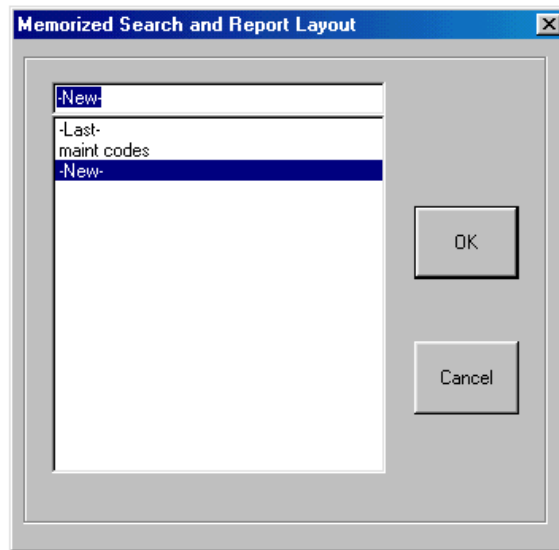 Memorized Search and Report Layout
-New-
-Last-
maint codes
-New-
OK
Cancel